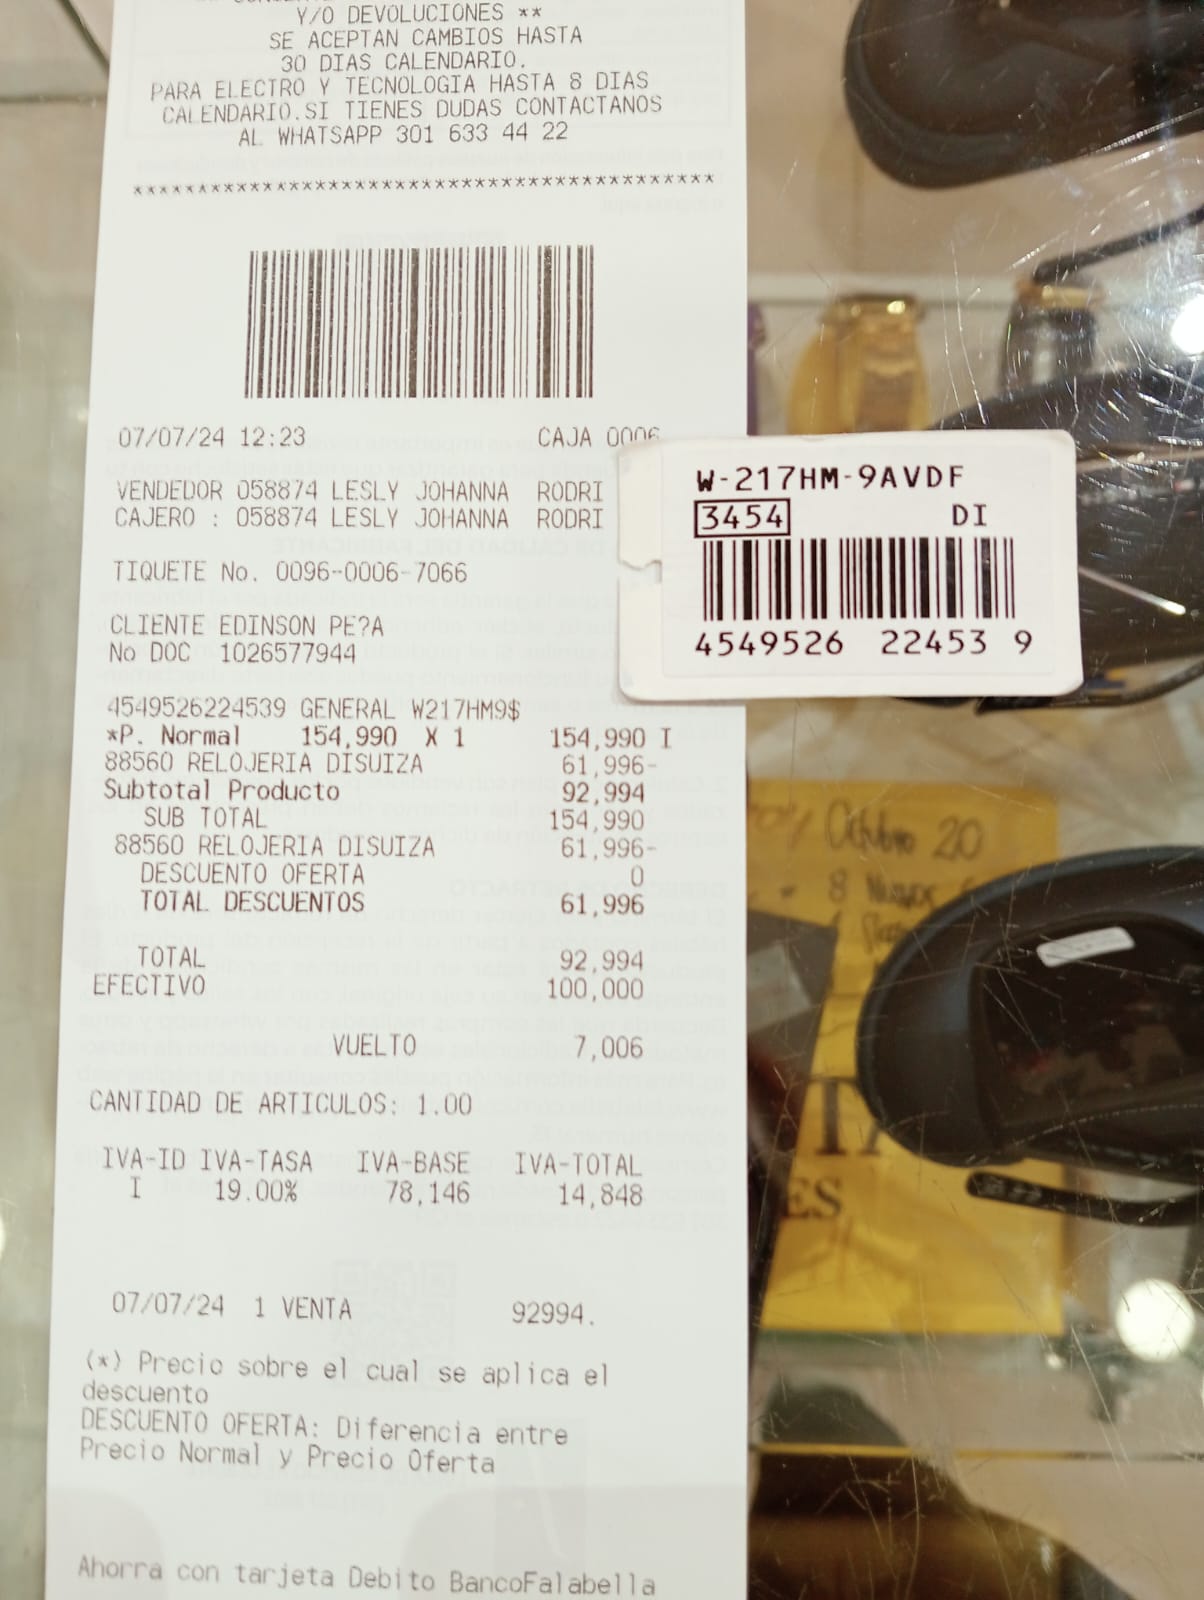 Y/O DEVOLUCIONES **
SE ACEPTAN CAMBIOS HASTA
30 DIAS CALENDARIO.
PARA ELECTRO Y TECNOLOGIA HASTA 8 DIAS
CALENDARIO.SI TIENES DUDAS CONTACTANOS
AL WHATSAPP 301 633 44 22
********************************************
07/07/24 12:23 CAJA 0006
VENDEDOR 058874 LESLY JOHANNA RODRI
CAJERO : 058874 LESLY JOHANNA RODRI
TIQUETE No. 0096-0006-7066
CLIENTE EDINSON PE?A
No DOC 1026577944
4549526224539 GENERAL W217HM9$
*P. Normal 154,990 X 1 154,990 I
88560 RELOJERIA DISUIZA 61,996-
Subtotal Producto 92,994
SUB TOTAL 154,990
88560 RELOJERIA DISUIZA 61,996-
DESCUENTO OFERTA 0
TOTAL DESCUENTOS 61,996
TOTAL 92,994
EFECTIVO 100,000
VUELTO 7,006
CANTIDAD DE ARTICULOS: 1.00
IVA-ID IVA-TASA IVA-BASE IVA-TOTAL
I 19.00% 78,146 14,848
07/07/24 1 VENTA 92994.
(*) Precio sobre el cual se aplica el
descuento
DESCUENTO OFERTA: Diferencia entre
Precio Normal y Precio Oferta
Ahorra con tarjeta Debito BancoFalabella
W-217HM-9AVDF
3454 DI
4549526 22453 9
Octubre 20
8 Nuevos